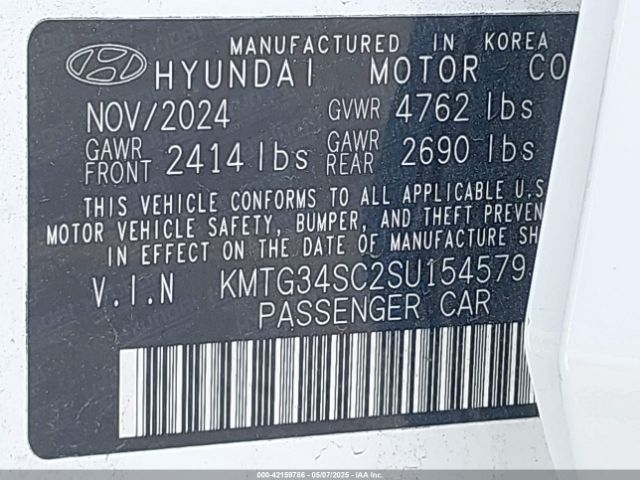 MANUFACTURED IN KOREA
HYUNDAI MOTOR CO
NOV/2024 GVWR 4762 lbs
GAWR FRONT 2414 lbs GAWR REAR 2690 lbs
THIS VEHICLE CONFORMS TO ALL APPLICABLE U.S
MOTOR VEHICLE SAFETY, BUMPER, AND THEFT PREVEN
IN EFFECT ON THE DATE OF MANUFACTURE SH
V.I.N KMTG34SC2SU154579
PASSENGER CAR
000-42159786 - 05/07/2025 - IAAI.COM